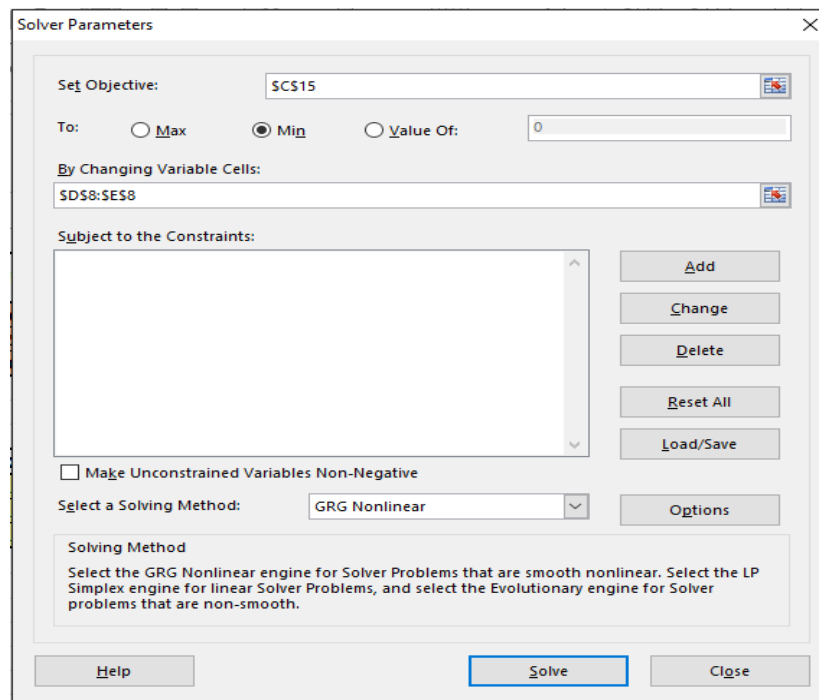 Solver Parameters
Set Objective: $C$15
To: Max Min Value Of: 0
By Changing Variable Cells:
$D$8:$E$8
Subject to the Constraints:
Add
Change
Delete
Reset All
Load/Save
Make Unconstrained Variables Non-Negative
Select a Solving Method: GRG Nonlinear Options
Solving Method
Select the GRG Nonlinear engine for Solver Problems that are smooth nonlinear. Select the LP
Simplex engine for linear Solver Problems, and select the Evolutionary engine for Solver
problems that are non-smooth.
Help Solve Close